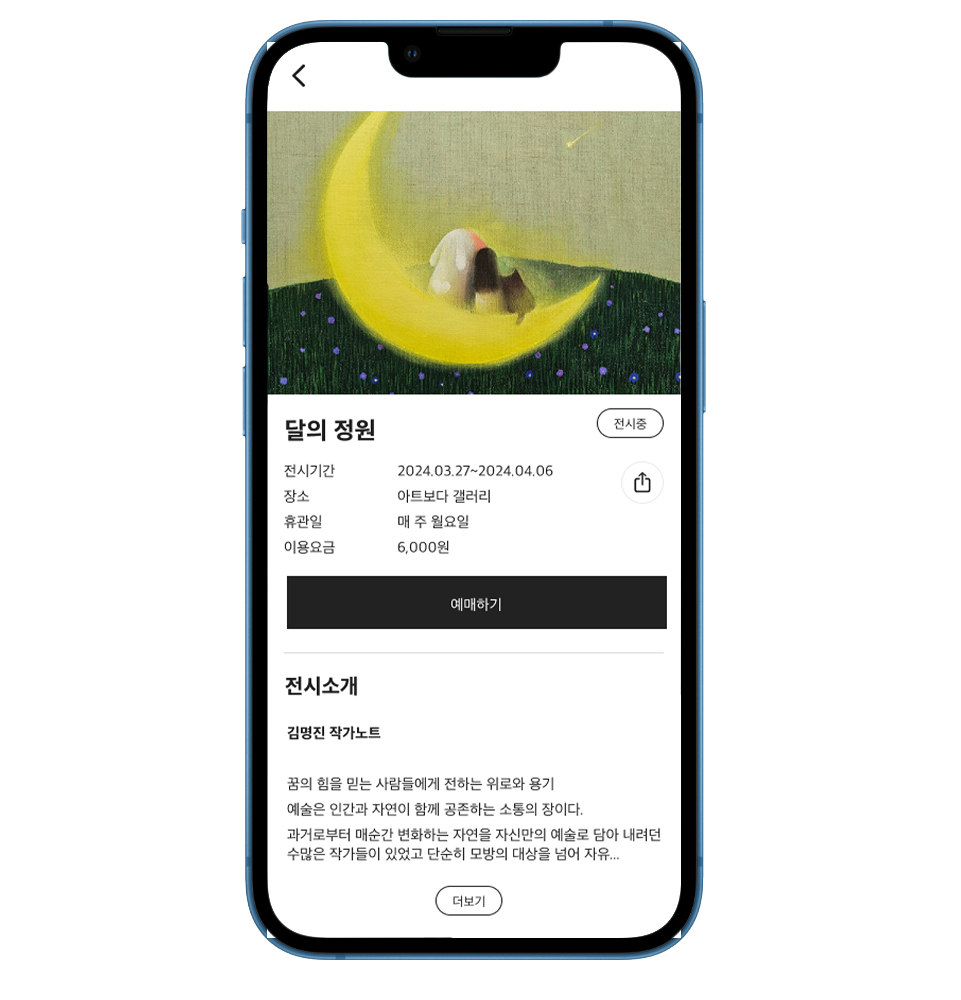 달의 정원
전시중
전시기간 2024.03.27~2024.04.06
장소 아트보다 갤러리
휴관일 매 주 월요일
이용요금 6,000원
예매하기
전시소개
김명진 작가노트
꿈의 힘을 믿는 사람들에게 전하는 위로와 용기
예술은 인간과 자연이 함께 공존하는 소통의 장이다.
과거로부터 매순간 변화하는 자연을 자신만의 예술로 담아 내려던
수많은 작가들이 있었고 단순히 모방의 대상을 넘어 자유...
더보기